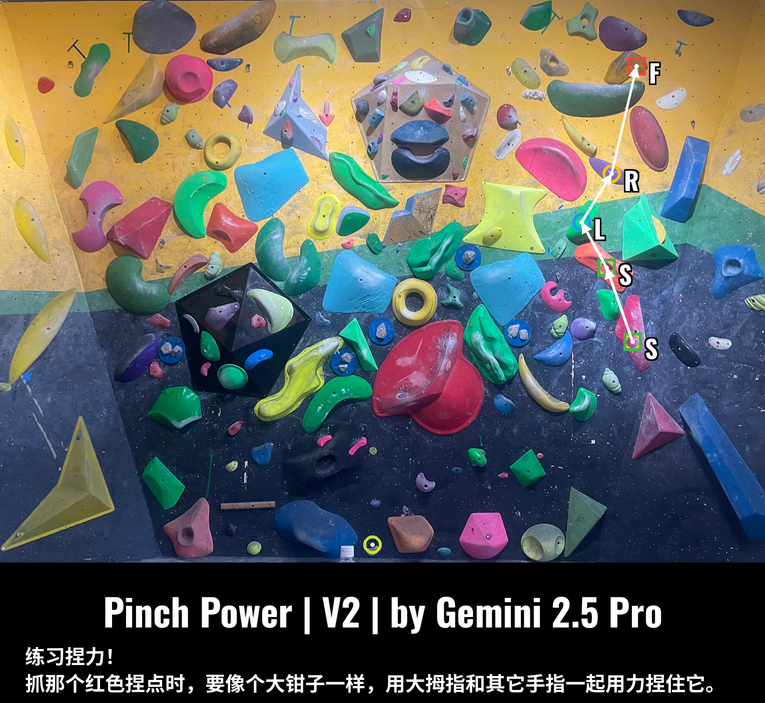 F
R
L
S
S
Pinch Power | V2 | by Gemini 2.5 Pro
练习捏力！
抓那个红色捏点时，要像个大钳子一样，用大拇指和其它手指一起用力捏住它。